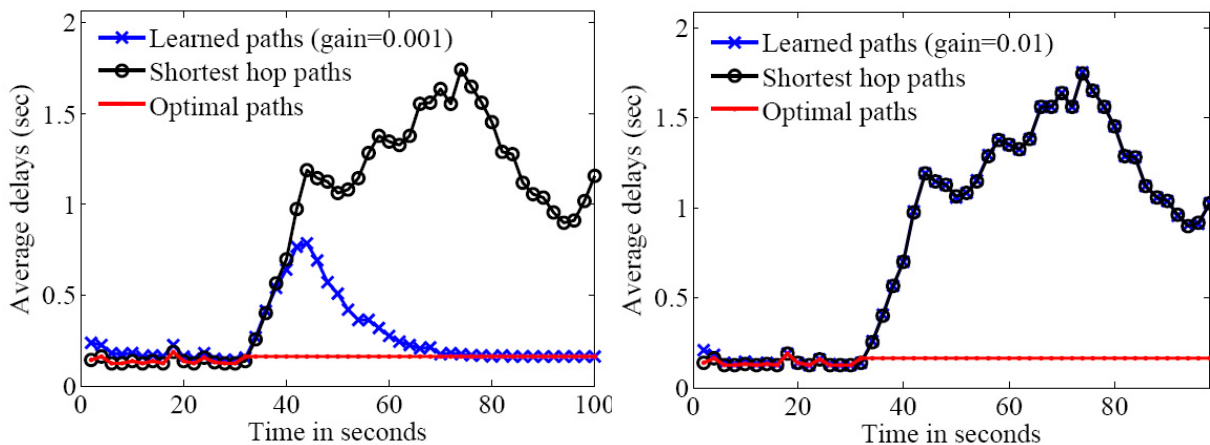 2
1.5
1
0.5
0
Average delays (sec)
Learned paths (gain=0.001)
Shortest hop paths
Optimal paths
0 20 40 60 80 100
Time in seconds
2
1.5
1
0.5
0
Average delays (sec)
Learned paths (gain=0.01)
Shortest hop paths
Optimal paths
0 20 40 60 80
Time in seconds